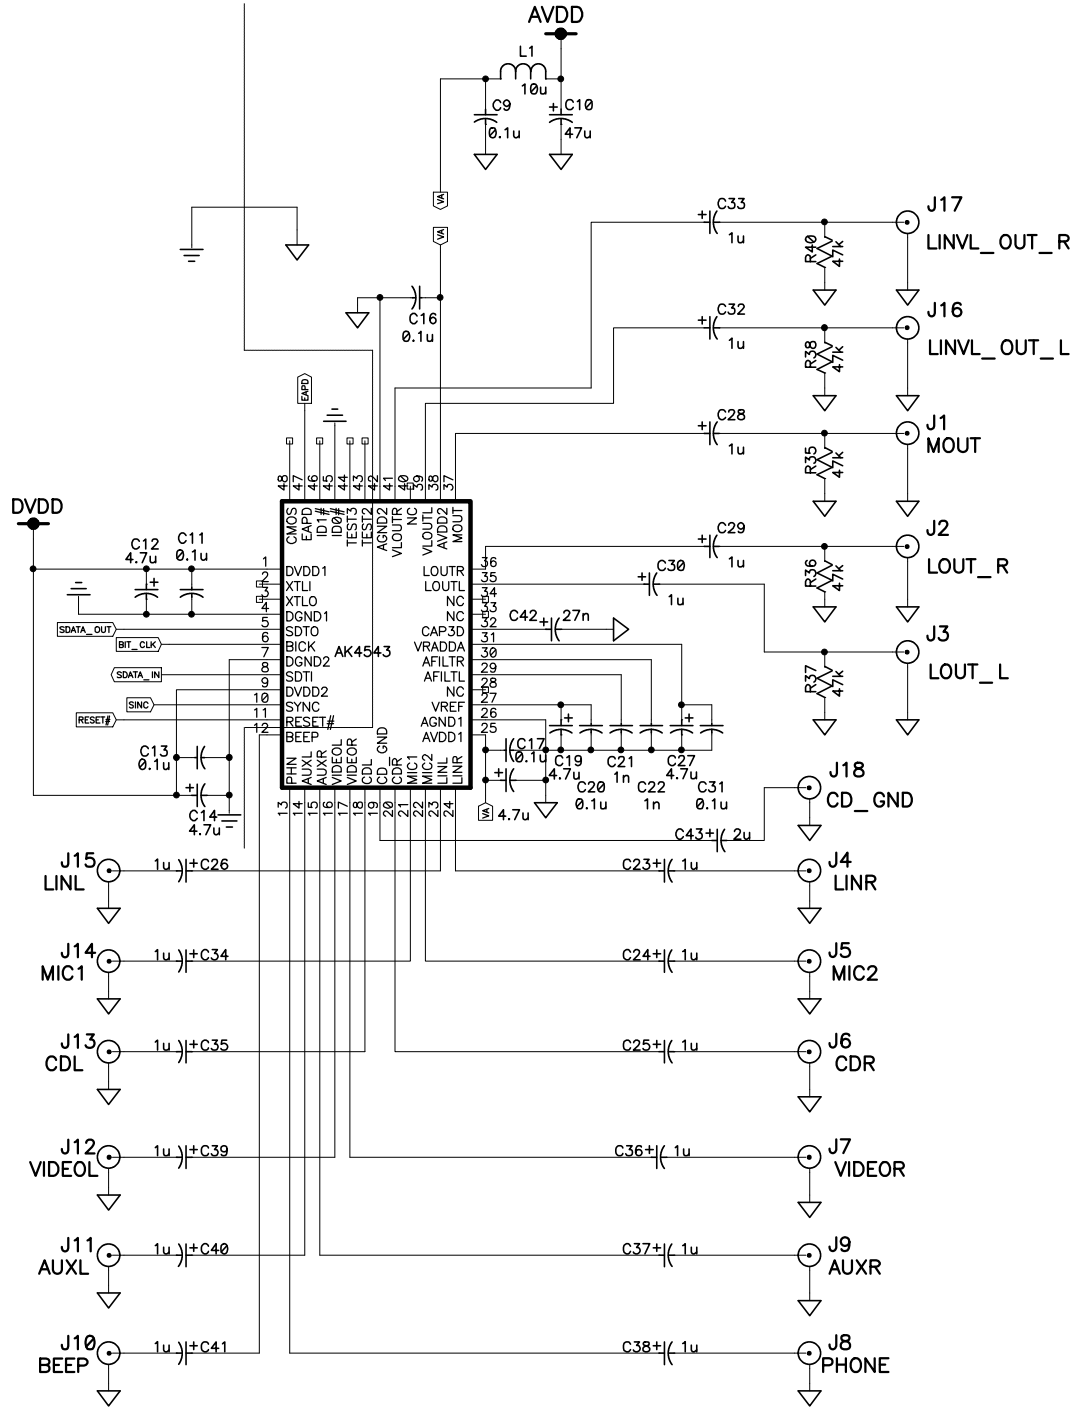 AVDD
L1
10u
C9
0.1u
+ C10
47u
VA
VA
C16
0.1u
+ C33
1u
R40
47k
J17
LINVL_OUT_R
+ C32
1u
R38
47k
J16
LINVL_OUT_L
EAPD
+ C28
1u
R35
47k
J1
MOUT
48 47 46 45 44 43 42 41 40 39 38 37
CMOS EAPD ID1# ID0# TEST3 TEST2 AGND2 VLOUTR NC VLOUTL AVDD2 MOUT
DVDD
C12
4.7u
+
C11
0.1u
+ C29
1u
R36
47k
J2
LOUT_R
+ C30
1u
R37
47k
J3
LOUT_L
1 DVDD1
2 XTLI
3 XTLO
4 DGND1
SDATA_OUT 5 SDTO
BIT_CLK 6 BICK
7 DGND2
SDATA_IN 8 SDTI
9 DVDD2
SINC 10 SYNC
RESET# 11 RESET#
12 BEEP
AK4543
LOUTR 36
LOUTL 35
NC 34
NC 33
CAP3D 32
VRADDA 31
AFILTR 30
AFILTL 29
NC 28
VREF 27
AGND1 26
AVDD1 25
C42 + 27n
C13
0.1u
+
C14
4.7u
C17
0.1u
+
4.7u
VA
+
C19
4.7u
C20
0.1u
C21
1n
C22
1n
+
C27
4.7u
C31
0.1u
PHN AUXL AUXR VIDEOL VIDEOR CDL CD_GND CDR MIC1 MIC2 LINL LINR
13 14 15 16 17 18 19 20 21 22 23 24
J18
CD_GND
C43 + 2u
J15
LINL
1u + C26
C23 + 1u
J4
LINR
J14
MIC1
1u + C34
C24 + 1u
J5
MIC2
J13
CDL
1u + C35
C25 + 1u
J6
CDR
J12
VIDEOL
1u + C39
C36 + 1u
J7
VIDEOR
J11
AUXL
1u + C40
C37 + 1u
J9
AUXR
J10
BEEP
1u + C41
C38 + 1u
J8
PHONE